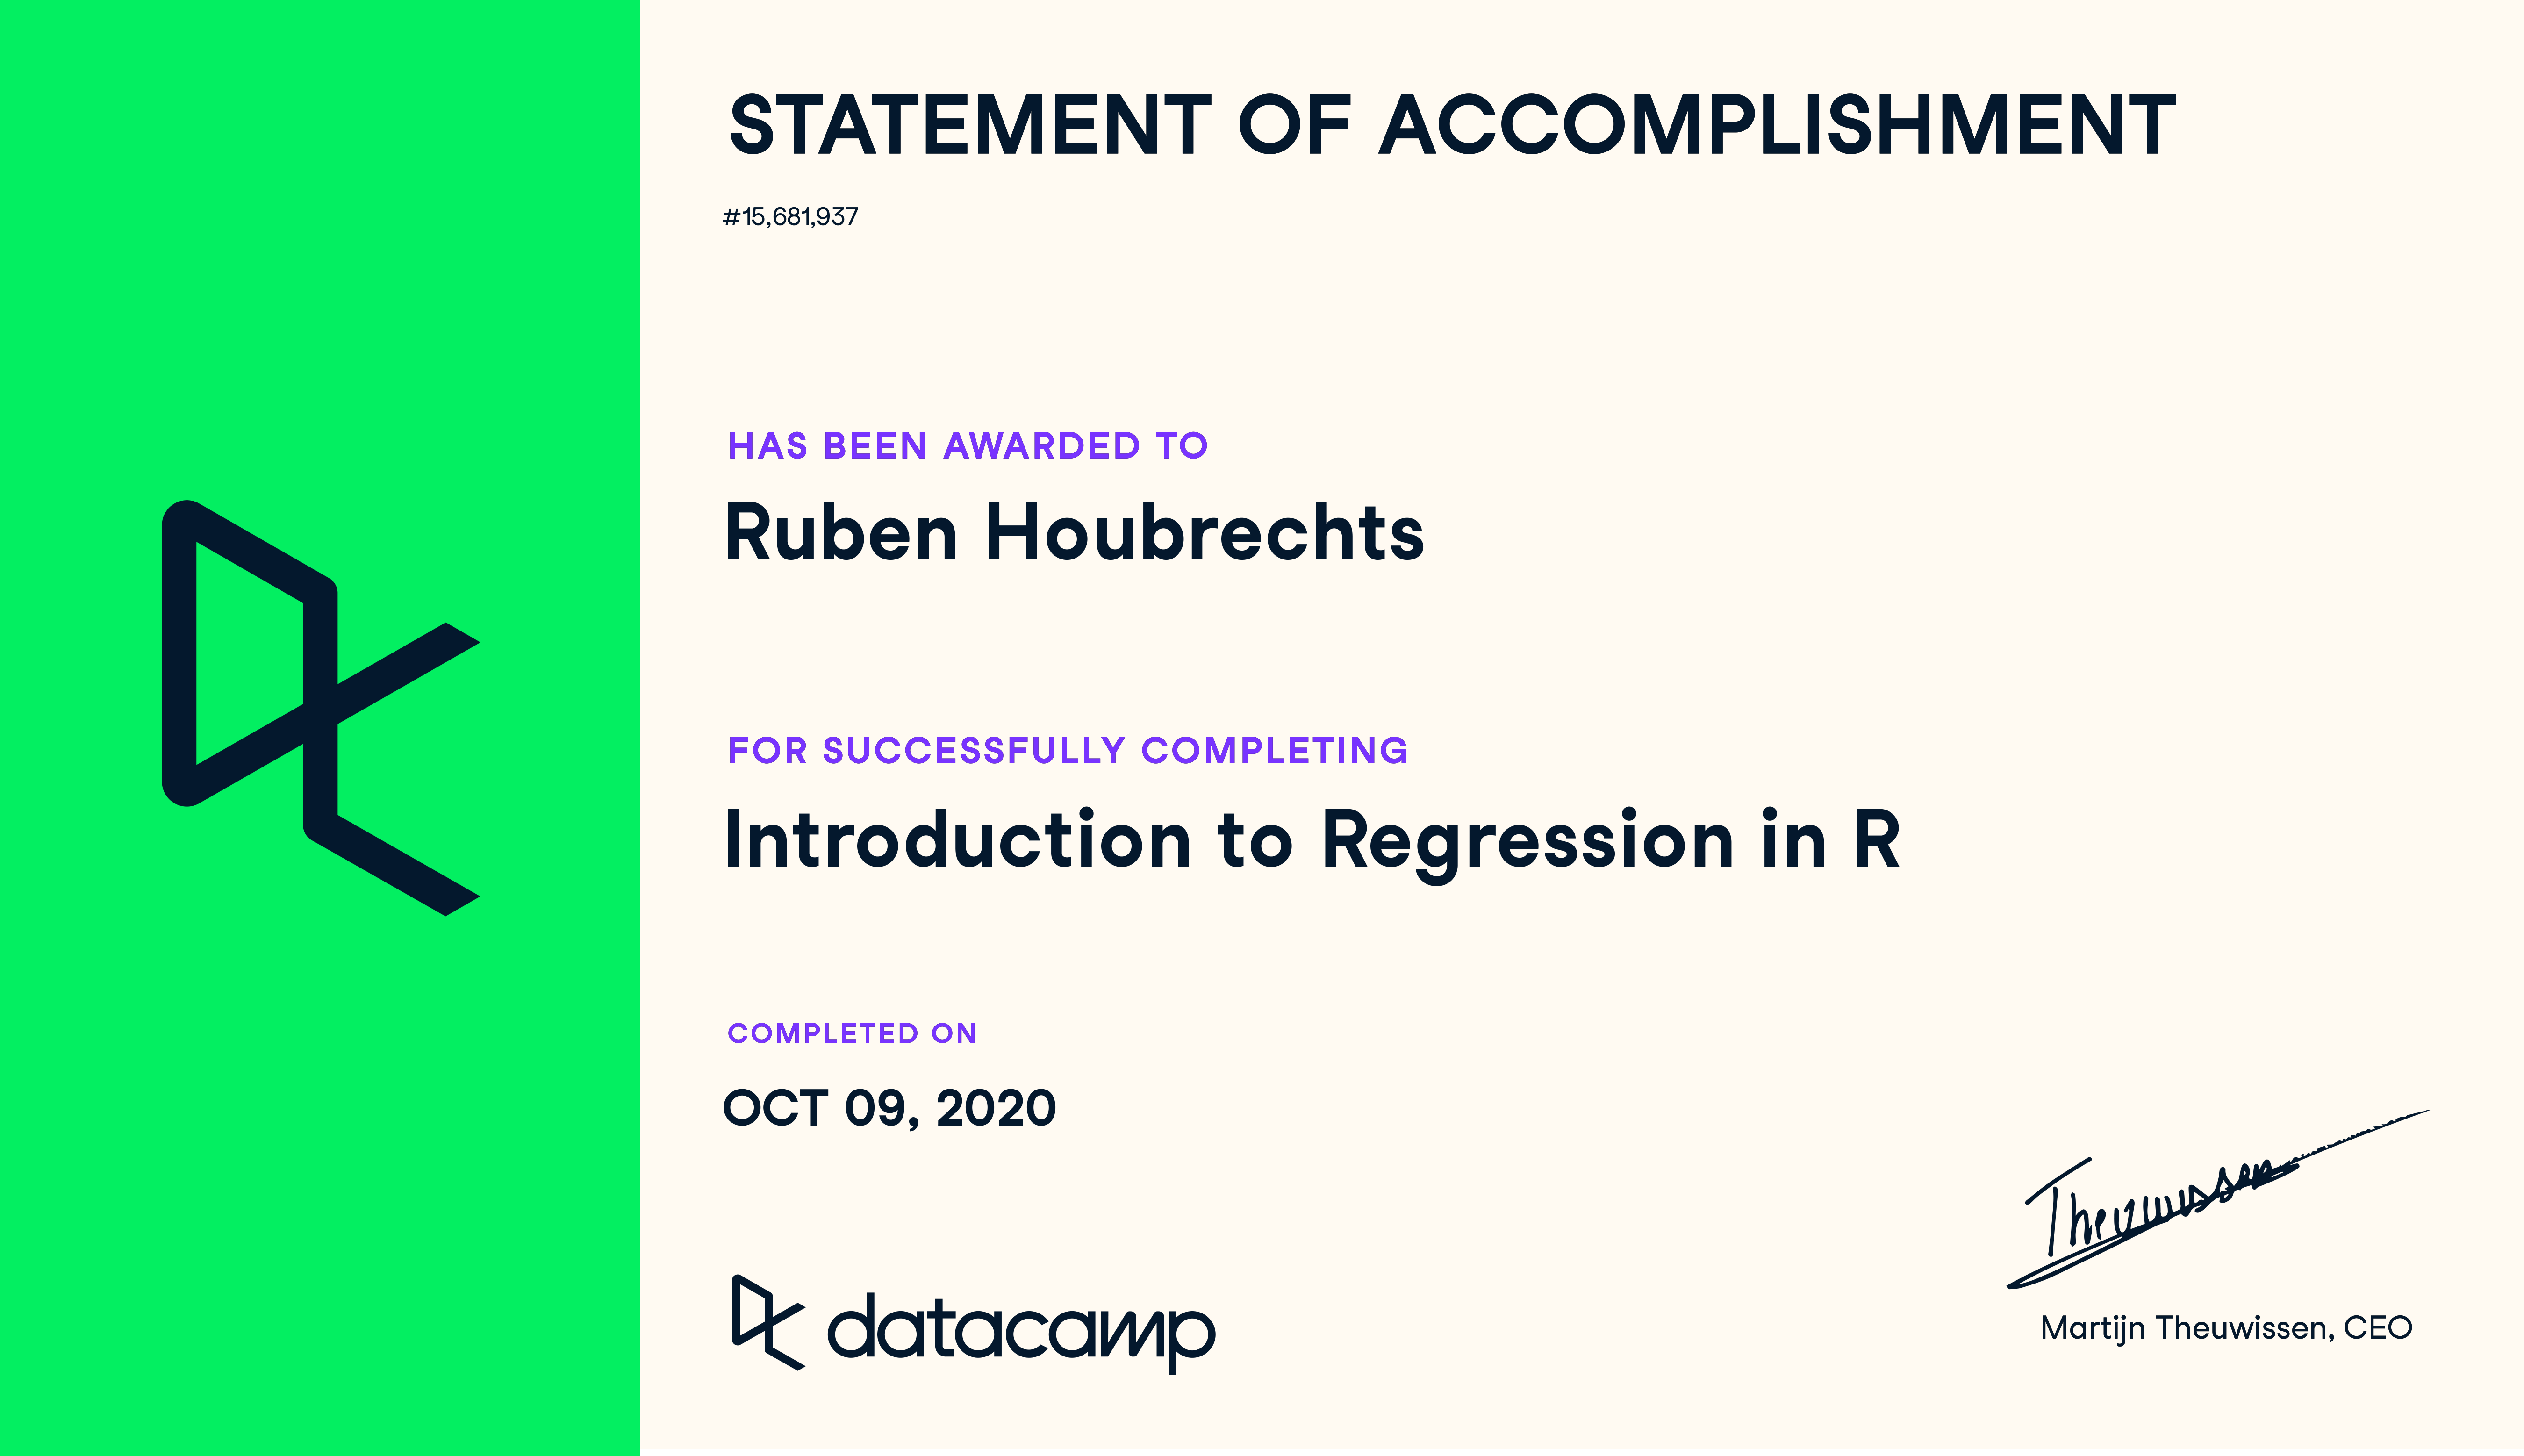 STATEMENT OF ACCOMPLISHMENT
#15,681,937
HAS BEEN AWARDED TO
Ruben Houbrechts
FOR SUCCESSFULLY COMPLETING
Introduction to Regression in R
COMPLETED ON
OCT 09, 2020
Theuwissen
datacamp
Martijn Theuwissen, CEO